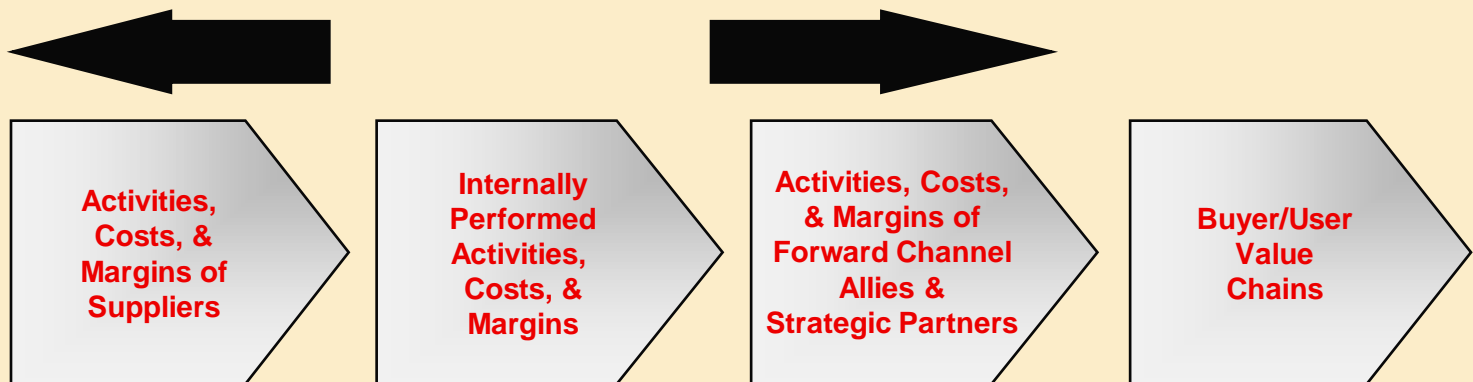 Activities,
Costs, &
Margins of
Suppliers
Internally
Performed
Activities,
Costs, &
Margins
Activities, Costs,
& Margins of
Forward Channel
Allies &
Strategic Partners
Buyer/User
Value
Chains